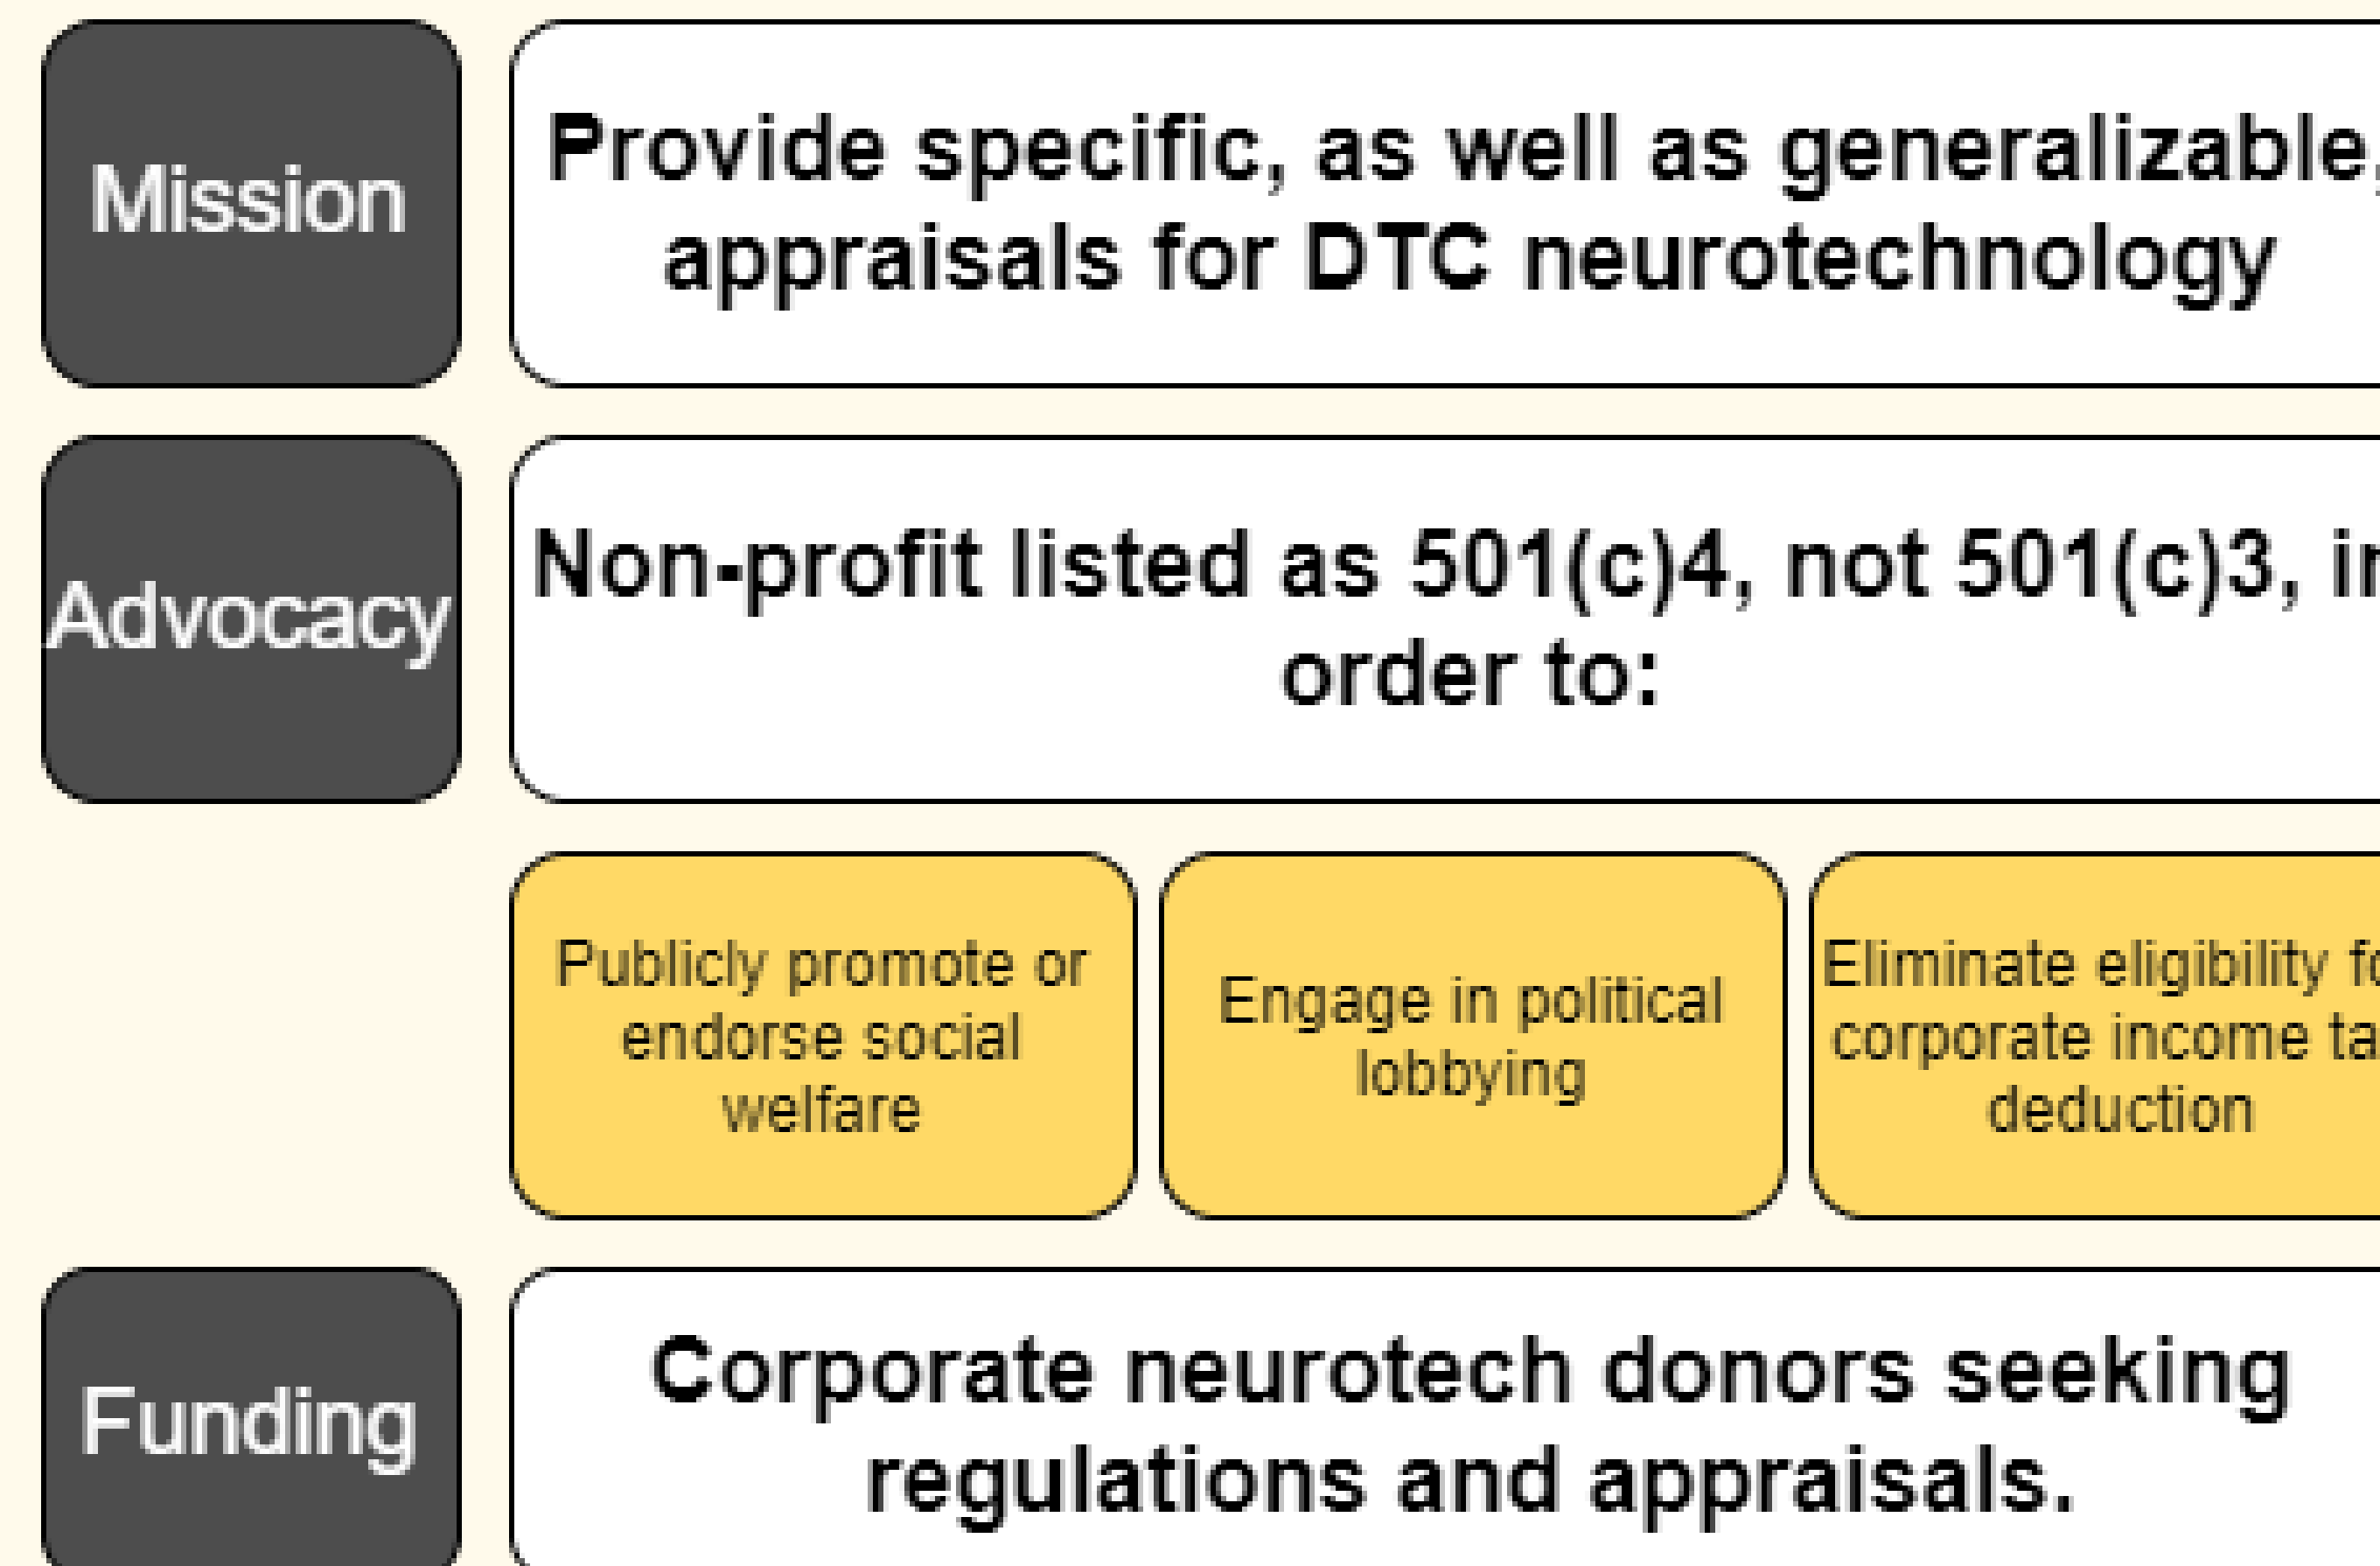 Mission
Provide specific, as well as generalizable,
appraisals for DTC neurotechnology
Advocacy
Non-profit listed as 501(c)4, not 501(c)3, in
order to:
Publicly promote or
endorse social
welfare
Engage in political
lobbying
Eliminate eligibility
corporate income
deduction
Funding
Corporate neurotech donors seeking
regulations and appraisals.